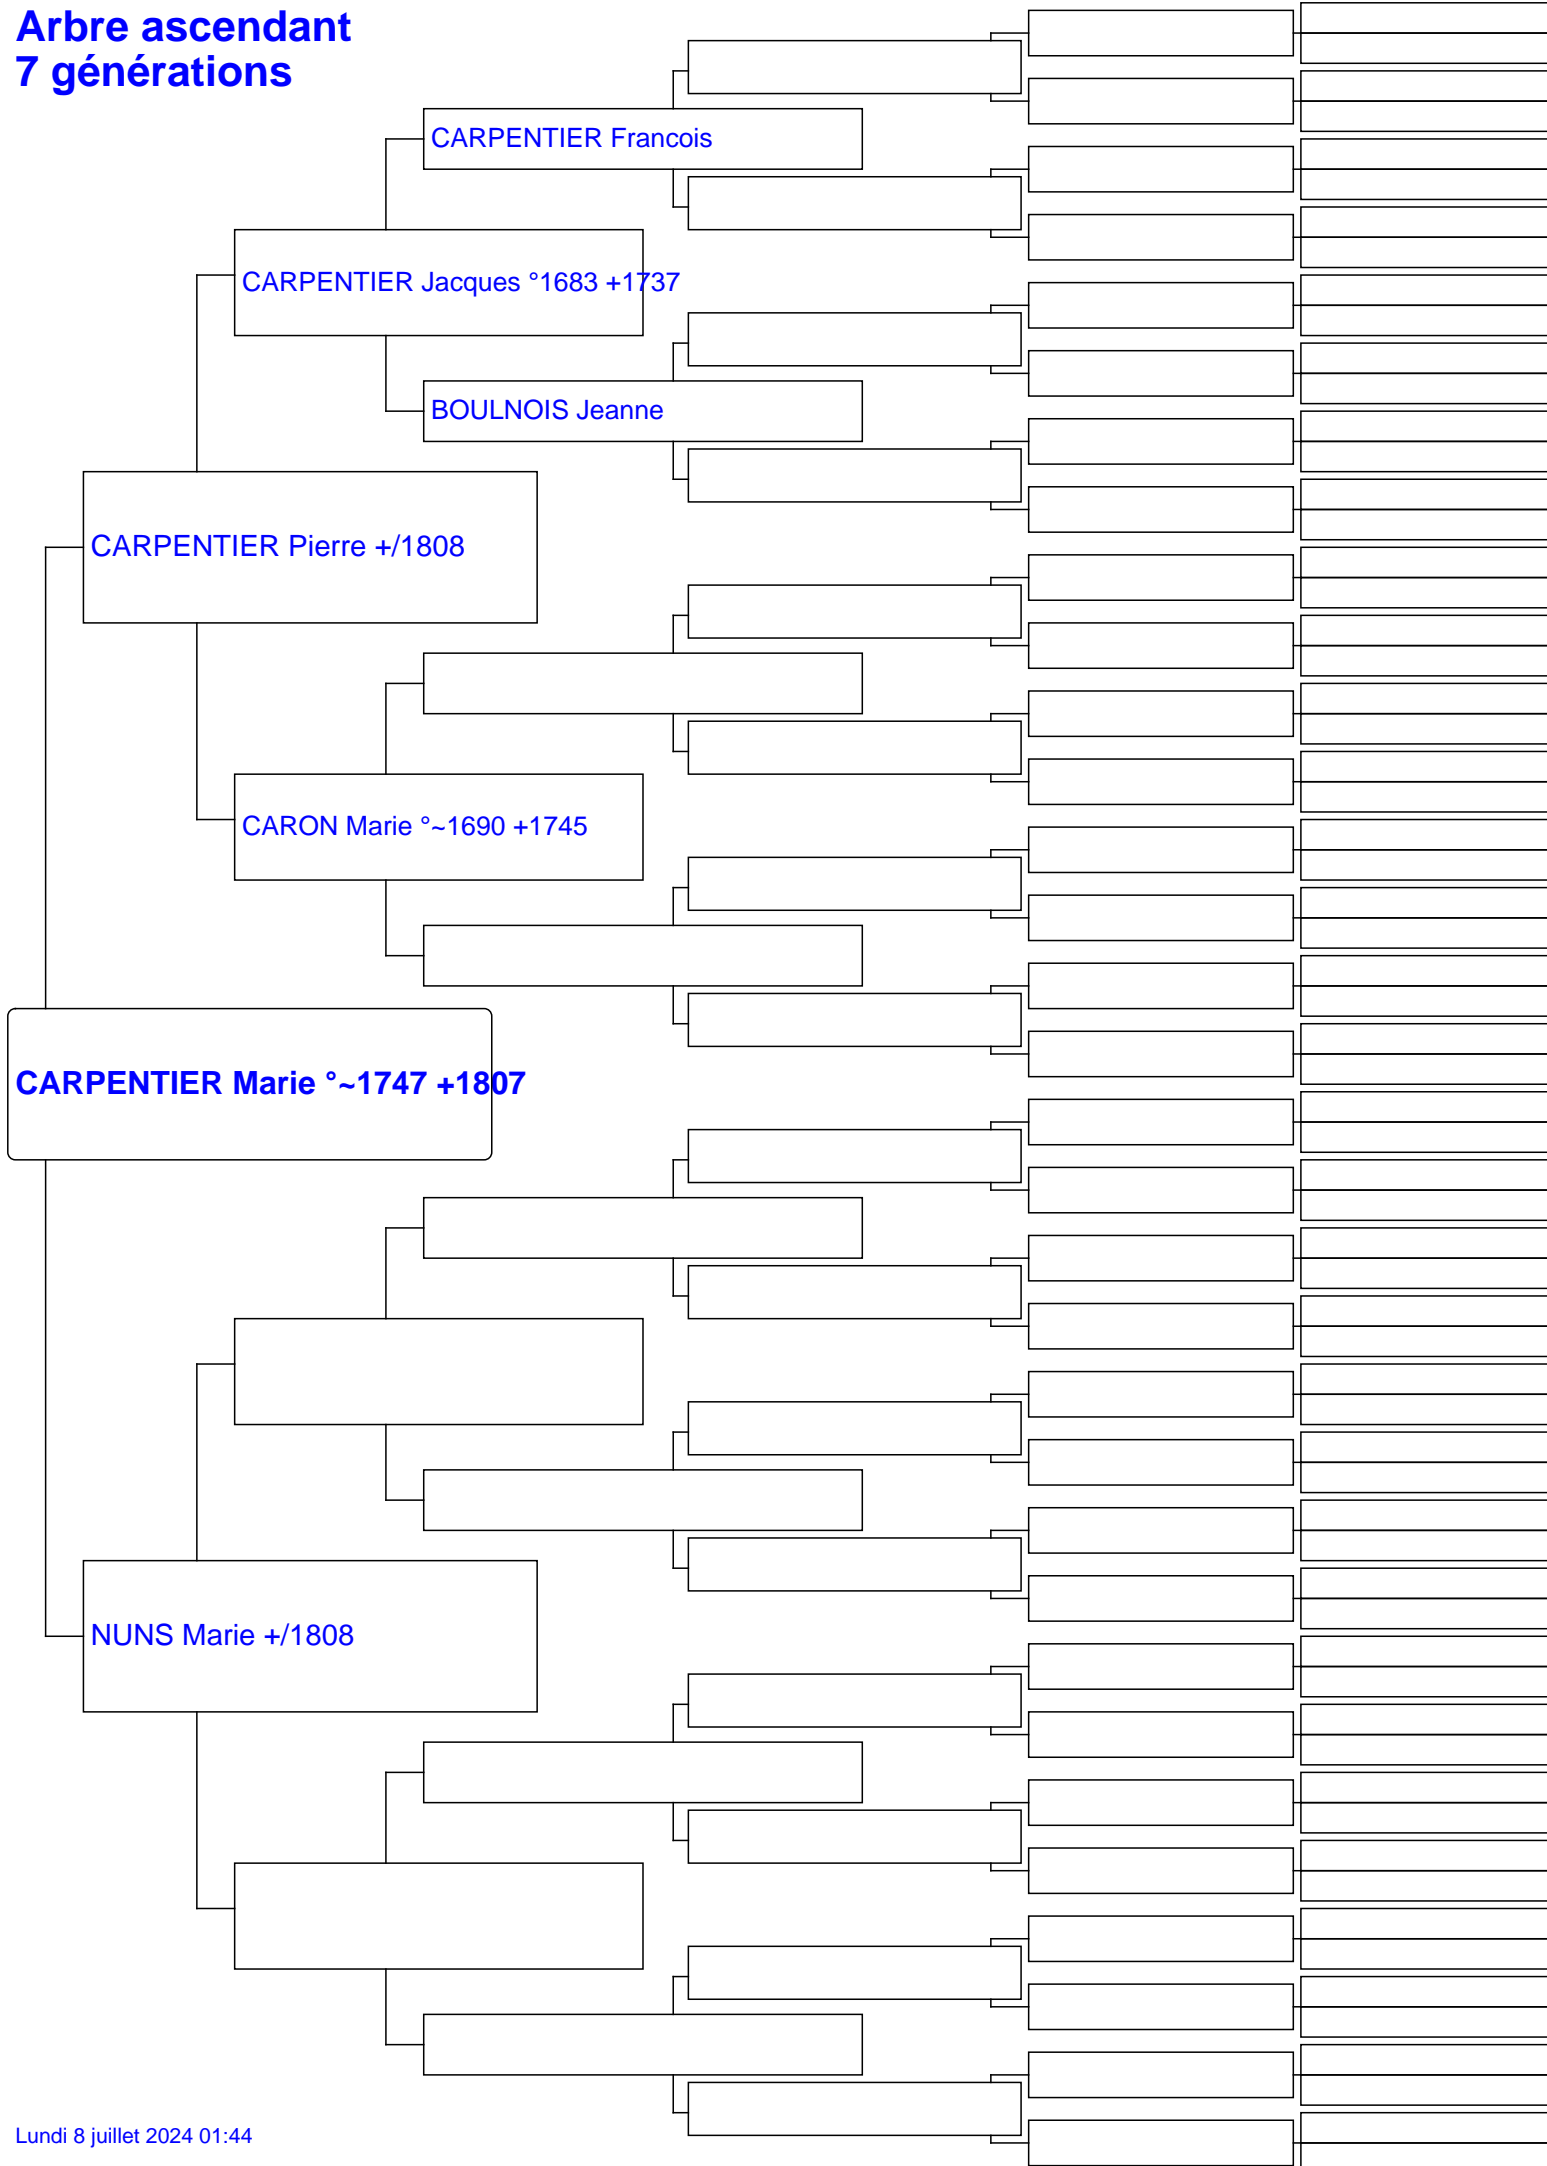 Arbre ascendant
7 générations
CARPENTIER Francois
CARPENTIER Jacques °1683 +1737
BOULNOIS Jeanne
CARPENTIER Pierre +/1808
CARON Marie °~1690 +1745
CARPENTIER Marie °~1747 +1807
NUNS Marie +/1808
Lundi 8 juillet 2024 01:44